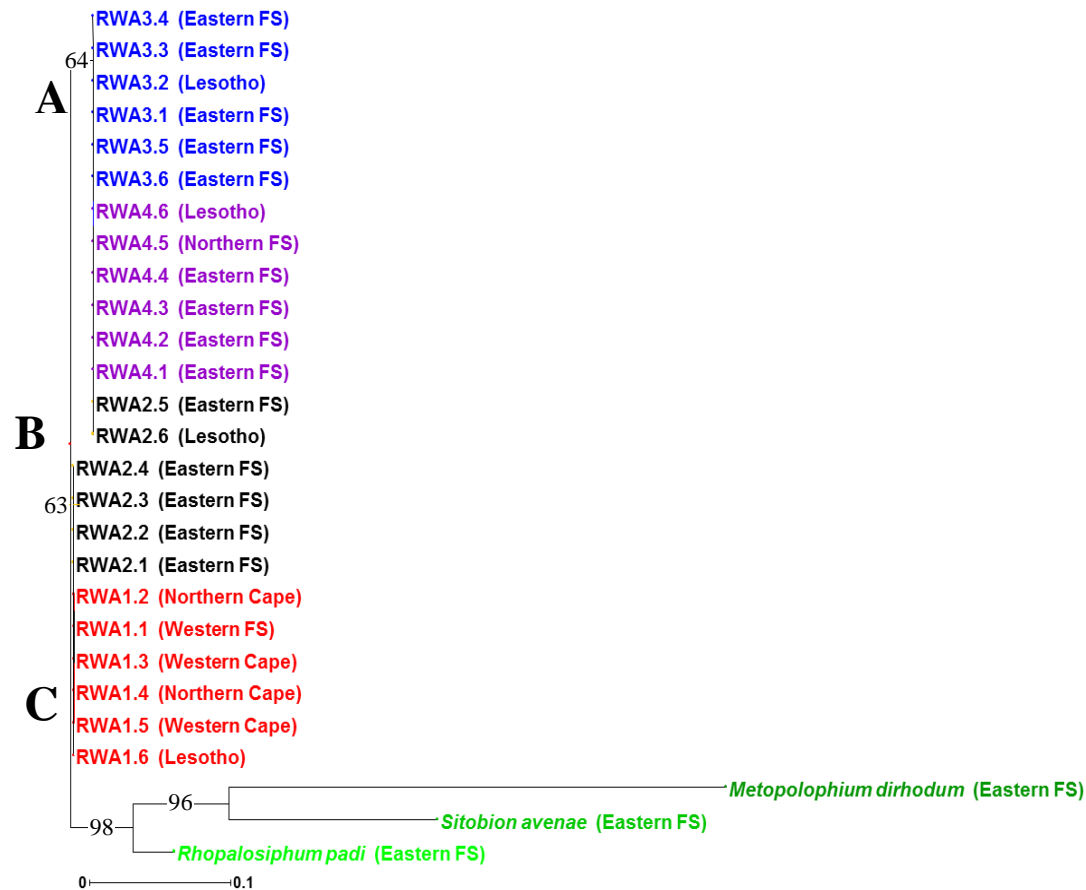 RWA3.4 (Eastern FS)
RWA3.3 (Eastern FS)
64
RWA3.2 (Lesotho)
A
RWA3.1 (Eastern FS)
RWA3.5 (Eastern FS)
RWA3.6 (Eastern FS)
RWA4.6 (Lesotho)
RWA4.5 (Northern FS)
RWA4.4 (Eastern FS)
RWA4.3 (Eastern FS)
RWA4.2 (Eastern FS)
RWA4.1 (Eastern FS)
RWA2.5 (Eastern FS)
B
RWA2.6 (Lesotho)
RWA2.4 (Eastern FS)
RWA2.3 (Eastern FS)
63
RWA2.2 (Eastern FS)
RWA2.1 (Eastern FS)
RWA1.2 (Northern Cape)
RWA1.1 (Western FS)
RWA1.3 (Western Cape)
RWA1.4 (Northern Cape)
C
RWA1.5 (Western Cape)
RWA1.6 (Lesotho)
Metopolophium dirhodum (Eastern FS)
96
Sitobion avenae (Eastern FS)
98
Rhopalosiphum padi (Eastern FS)
0 0.1